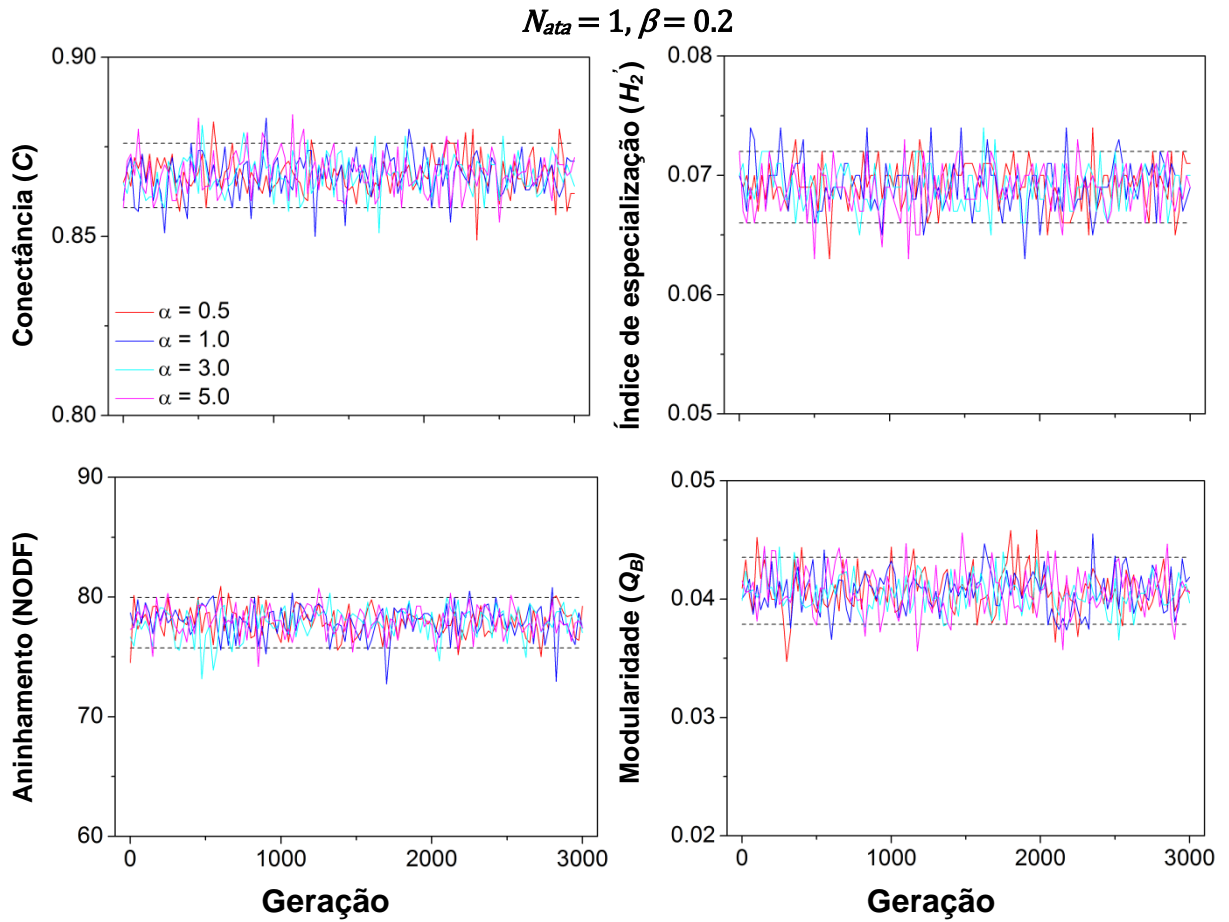 N_ata = 1, β = 0.2
Conectância (C)
0.90
0.85
0.80
α = 0.5
α = 1.0
α = 3.0
α = 5.0
Índice de especialização (H₂')
0.08
0.07
0.06
0.05
Aninhamento (NODF)
90
80
70
60
0
1000
2000
3000
Geração
Modularidade (Q_B)
0.05
0.04
0.03
0.02
0
1000
2000
3000
Geração